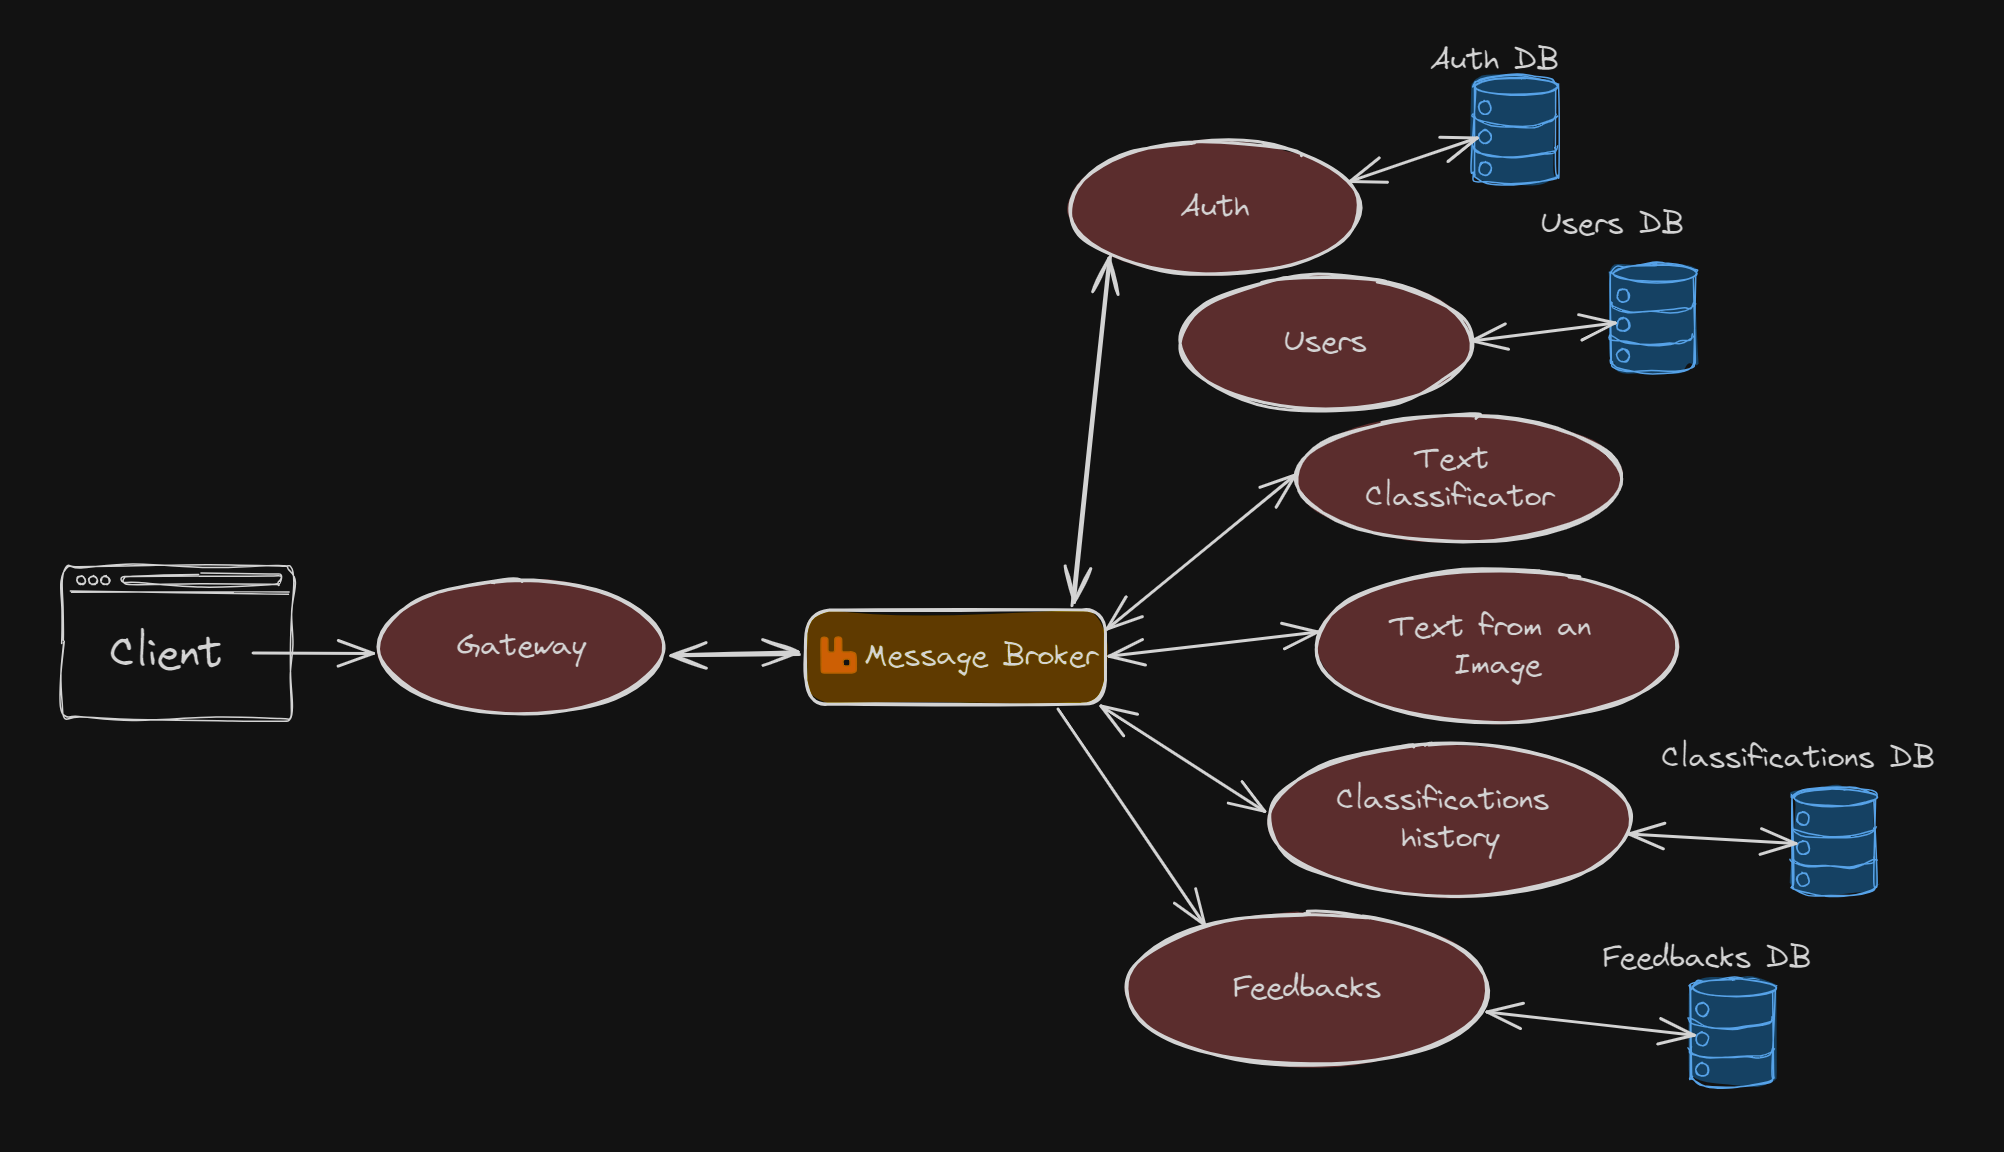 Auth DB
Auth
Users DB
Users
Text
Classificator
Client
Gateway
Message Broker
Text from an
Image
Classifications DB
Classifications
history
Feedbacks DB
Feedbacks